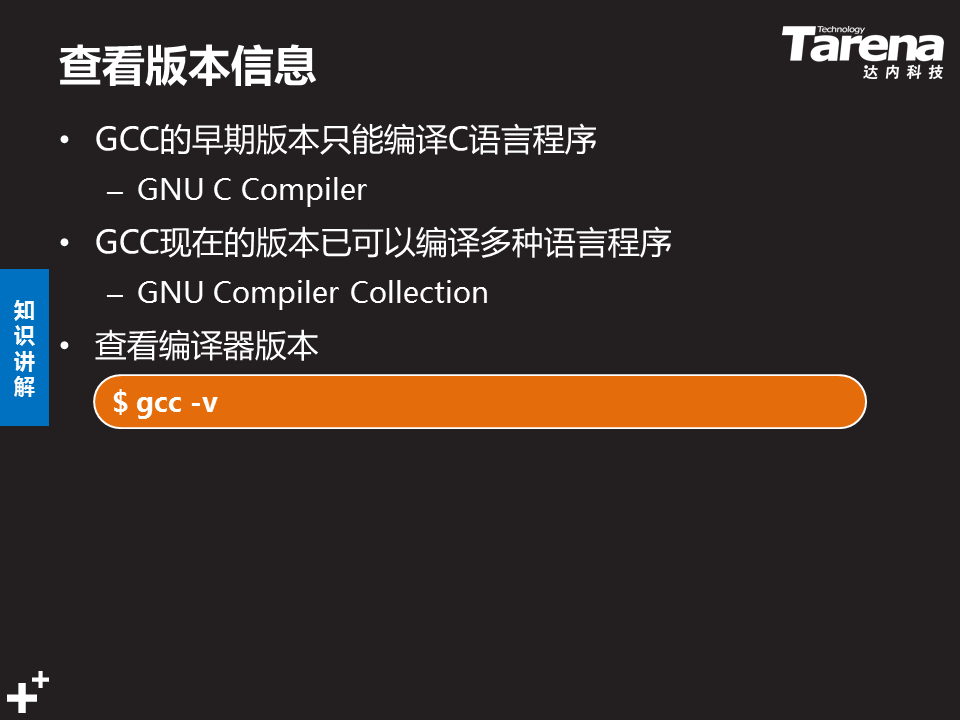 查看版本信息
Technology
Tarena
达内科技
• GCC的早期版本只能编译C语言程序
– GNU C Compiler
• GCC现在的版本已可以编译多种语言程序
– GNU Compiler Collection
• 查看编译器版本
$ gcc -v
知识讲解